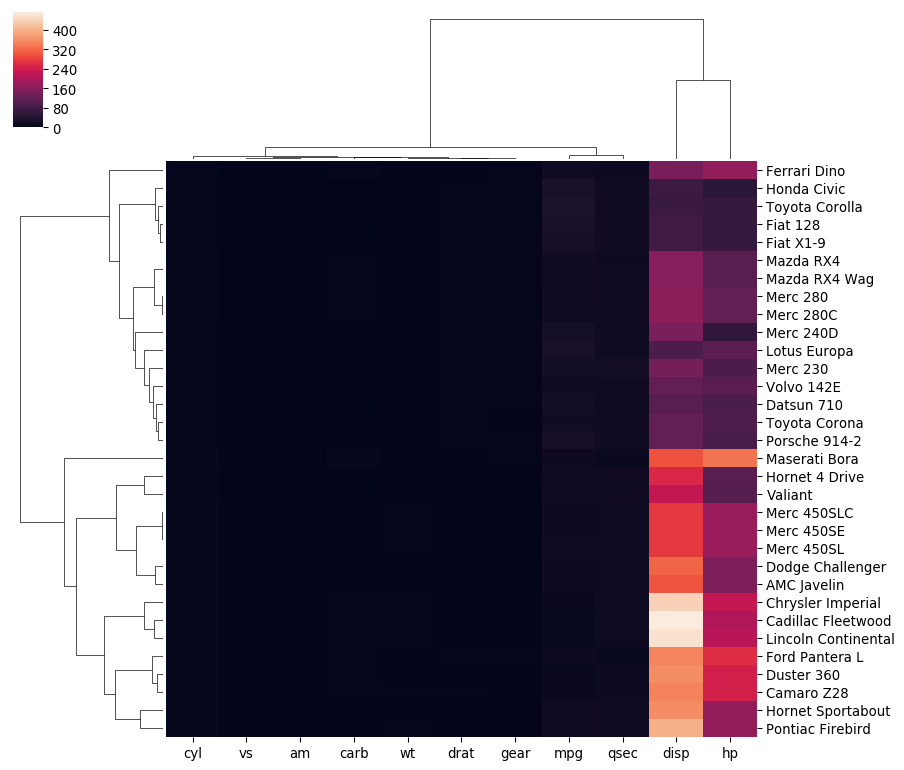 400
320
240
160
80
0
Ferrari Dino
Honda Civic
Toyota Corolla
Fiat 128
Fiat X1-9
Mazda RX4
Mazda RX4 Wag
Merc 280
Merc 280C
Merc 240D
Lotus Europa
Merc 230
Volvo 142E
Datsun 710
Toyota Corona
Porsche 914-2
Maserati Bora
Hornet 4 Drive
Valiant
Merc 450SLC
Merc 450SE
Merc 450SL
Dodge Challenger
AMC Javelin
Chrysler Imperial
Cadillac Fleetwood
Lincoln Continental
Ford Pantera L
Duster 360
Camaro Z28
Hornet Sportabout
Pontiac Firebird
cyl vs am carb wt drat gear mpg qsec disp hp